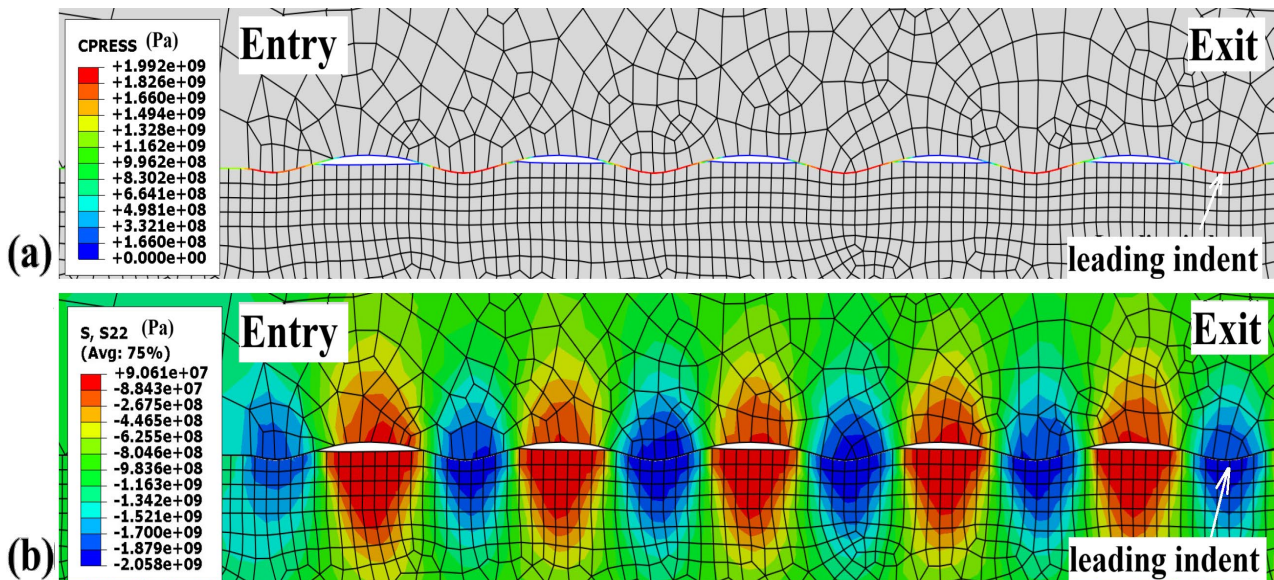 CPRESS (Pa)
+1.992e+09
+1.826e+09
+1.660e+09
+1.494e+09
+1.328e+09
+1.162e+09
+9.962e+08
+8.302e+08
+6.641e+08
+4.981e+08
+3.321e+08
+1.660e+08
+0.000e+00
Entry
Exit
leading indent
(a)
S, S22 (Pa)
(Avg: 75%)
+9.061e+07
-8.843e+07
-2.675e+08
-4.465e+08
-6.255e+08
-8.046e+08
-9.836e+08
-1.163e+09
-1.342e+09
-1.521e+09
-1.700e+09
-1.879e+09
-2.058e+09
Entry
Exit
leading indent
(b)